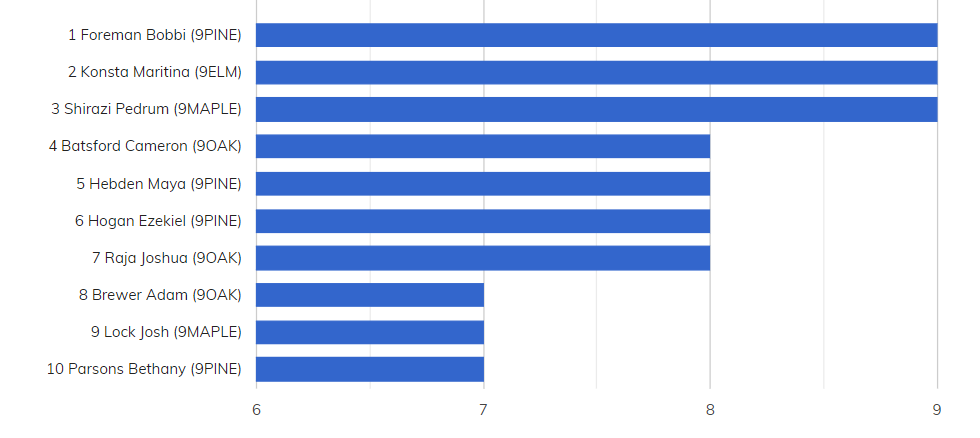 1 Foreman Bobbi (9PINE)
2 Konsta Maritina (9ELM)
3 Shirazi Pedrum (9MAPLE)
4 Batsford Cameron (9OAK)
5 Hebden Maya (9PINE)
6 Hogan Ezekiel (9PINE)
7 Raja Joshua (9OAK)
8 Brewer Adam (9OAK)
9 Lock Josh (9MAPLE)
10 Parsons Bethany (9PINE)
6 7 8 9